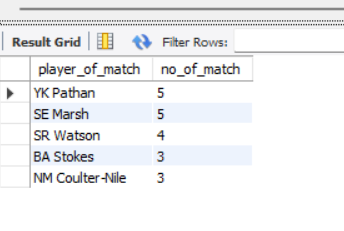 Result Grid Filter Rows:
player_of_match no_of_match
YK Pathan 5
SE Marsh 5
SR Watson 4
BA Stokes 3
NM Coulter-Nile 3